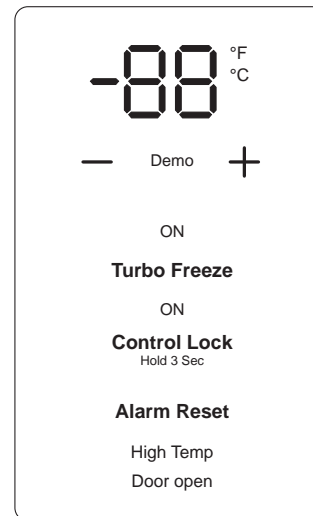 -88 °F
°C
— Demo +
ON
Turbo Freeze
ON
Control Lock
Hold 3 Sec
Alarm Reset
High Temp
Door open